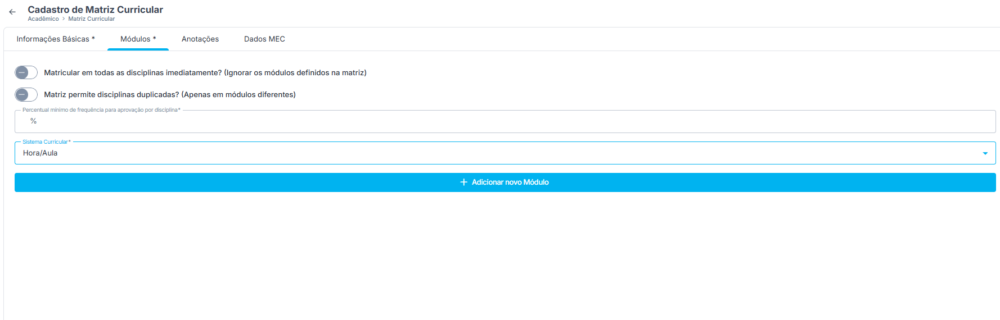 Cadastro de Matriz Curricular
Acadêmico > Matriz Curricular
Informações Básicas * Módulos * Anotações Dados MEC
Matricular em todas as disciplinas imediatamente? (Ignorar os módulos definidos na matriz)
Matriz permite disciplinas duplicadas? (Apenas em módulos diferentes)
Percentual mínimo de frequência para aprovação por disciplina*
%
Sistema Curricular*
Hora/Aula
+ Adicionar novo Módulo